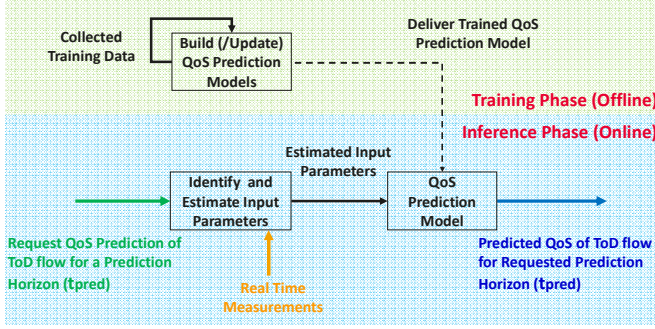 Collected
Training Data
Build (/Update)
QoS Prediction
Models
Deliver Trained QoS
Prediction Model
Training Phase (Offline)
Inference Phase (Online)
Estimated Input
Parameters
Identify and
Estimate Input
Parameters
QoS
Prediction
Model
Request QoS Prediction of
ToD flow for a Prediction
Horizon (tpred)
Real Time
Measurements
Predicted QoS of ToD flow
for Requested Prediction
Horizon (tpred)